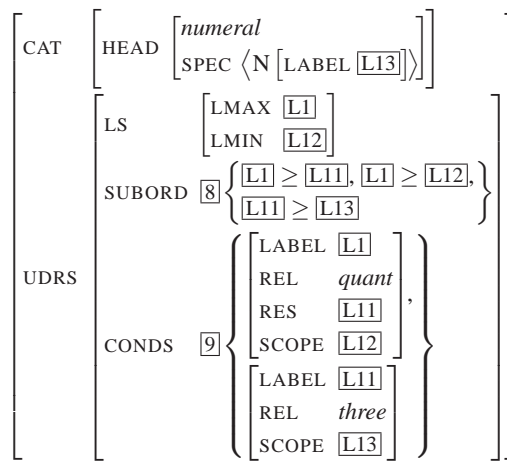 numeral
CAT HEAD SPEC ⟨N [LABEL L13]⟩
LS LMAX L1
LMIN L12
SUBORD 8 { L1 ≥ L11, L1 ≥ L12,
L11 ≥ L13 }
UDRS
LABEL L1
REL quant
RES L11 ,
CONDS 9 SCOPE L12
LABEL L11
REL three
SCOPE L13